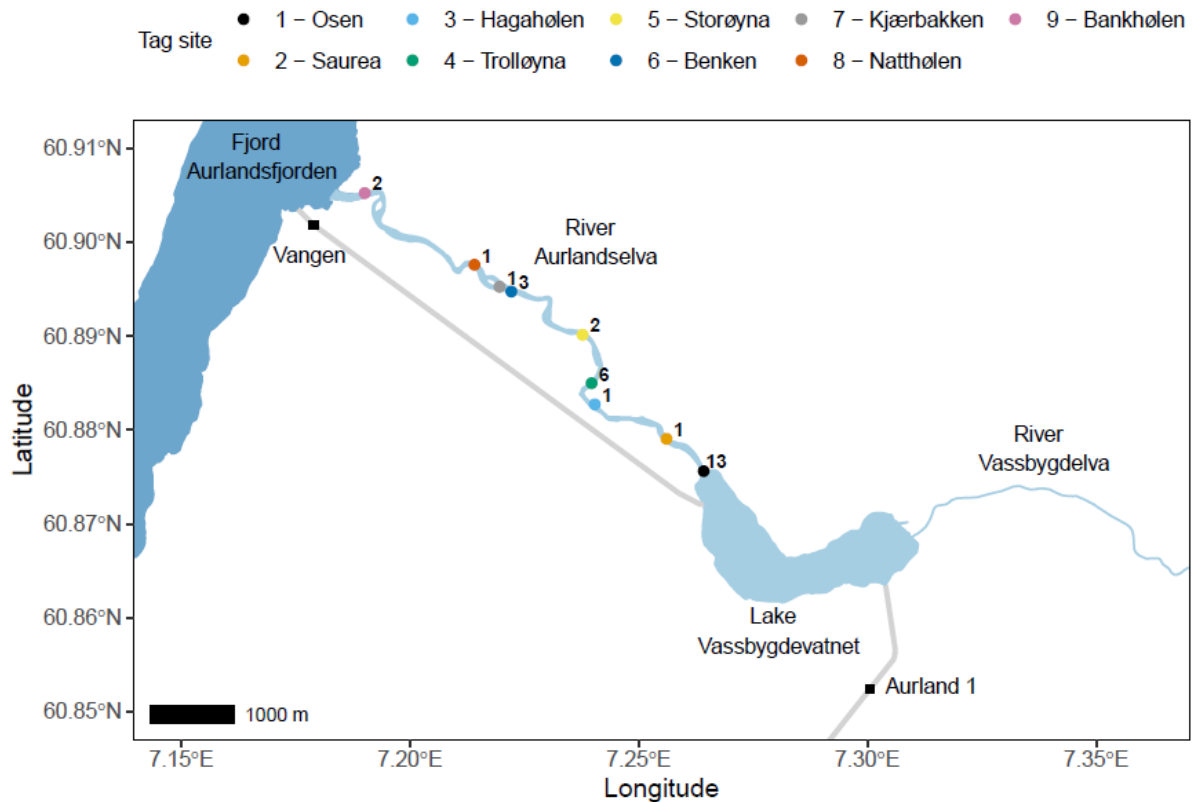 Tag site
1 – Osen 3 – Hagahølen 5 – Storøyna 7 – Kjærbakken 9 – Bankhølen
2 – Saurea 4 – Trolløyna 6 – Benken 8 – Natthølen
60.91°N
60.90°N
60.89°N
60.88°N
60.87°N
60.86°N
60.85°N
Latitude
Fjord
Aurlandsfjorden
2
Vangen
River
Aurlandselva
1
1 3
2
6
1
1
13
River
Vassbygdelva
Lake
Vassbygdevatnet
Aurland 1
1000 m
7.15°E 7.20°E 7.25°E 7.30°E 7.35°E
Longitude